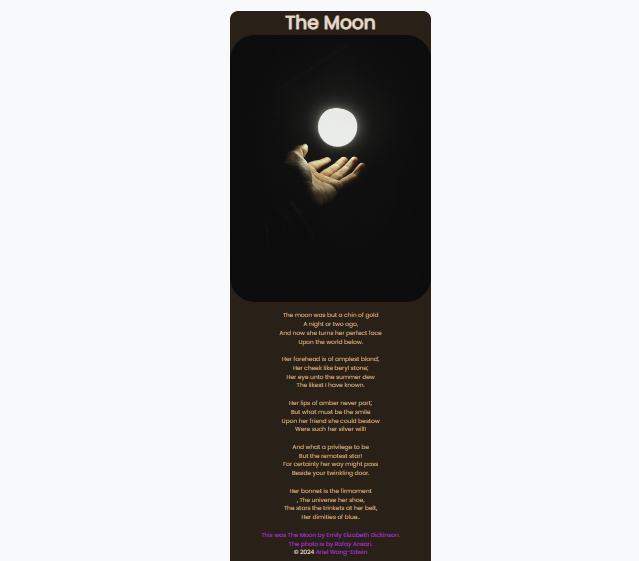 The Moon
The moon was but a chin of gold
A night or two ago,
And now she turns her perfect face
Upon the world below.
Her forehead is of amplest bland;
Her cheek like beryl stone;
Her eye unto the summer dew
The likest I have known.
Her lips of amber never part;
But what must be the smile
Upon her friend she could bestow
Were such her silver will!
And what a privilege to be
But the remotest star!
For certainly her way might pass
Beside your twinkling door.
Her bonnet is the firmament
, The universe her shoe,
The stars the trinkets at her belt,
Her dimities of blue..
This was The Moon by Emily Elizabeth Dickinson.
The photo is by Rafay Ansari.
© 2024 Ariel Wong-Edwin